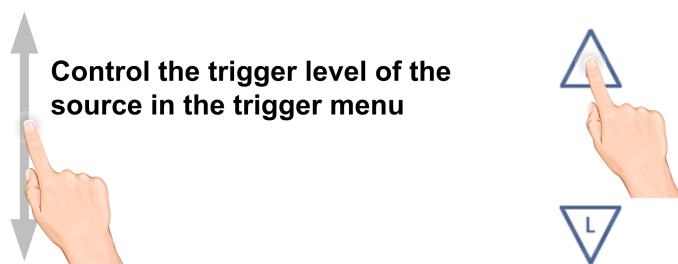 Control the trigger level of the
source in the trigger menu
L